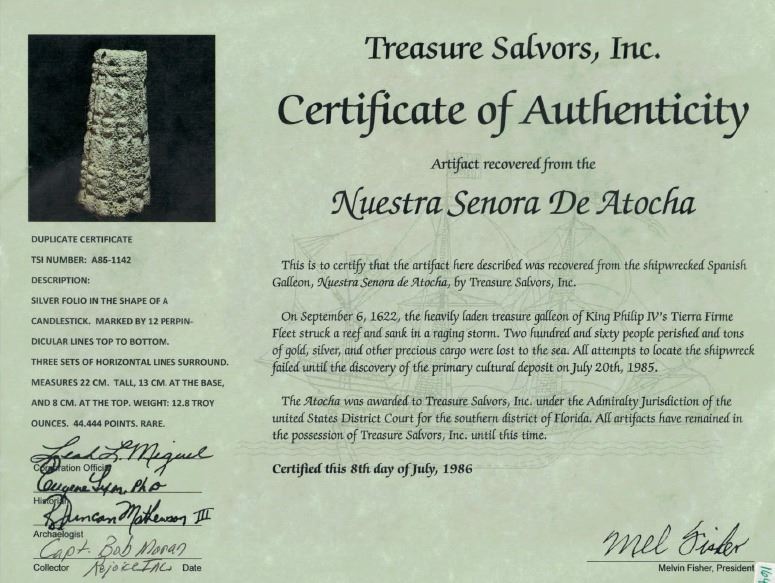 Treasure Salvors, Inc.
Certificate of Authenticity
Artifact recovered from the
Nuestra Senora De Atocha
DUPLICATE CERTIFICATE
TSI NUMBER: A86-1142
DESCRIPTION:
SILVER FOLIO IN THE SHAPE OF A
CANDLESTICK. MARKED BY 12 PERPIN-
DICULAR LINES TOP TO BOTTOM.
THREE SETS OF HORIZONTAL LINES SURROUND.
MEASURES 22 CM. TALL, 13 CM. AT THE BASE,
AND 8 CM. AT THE TOP. WEIGHT: 12.8 TROY
OUNCES. 44.444 POINTS. RARE.
Leah L. Miguel
Corporation Official
Eugene Lyon, PhD
Historian
R. Duncan Mathewson III
Archaelogist
Capt. Bob Moran
Collector Rejoice Inc Date
This is to certify that the artifact here described was recovered from the shipwrecked Spanish
Galleon, Nuestra Senora de Atocha, by Treasure Salvors, Inc.
On September 6, 1622, the heavily laden treasure galleon of King Philip IV's Tierra Firme
Fleet struck a reef and sank in a raging storm. Two hundred and sixty people perished and tons
of gold, silver, and other precious cargo were lost to the sea. All attempts to locate the shipwreck
failed until the discovery of the primary cultural deposit on July 20th, 1985.
The Atocha was awarded to Treasure Salvors, Inc. under the Admiralty Jurisdiction of the
united States District Court for the southern district of Florida. All artifacts have remained in
the possession of Treasure Salvors, Inc. until this time.
Certified this 8th day of July, 1986
Mel Fisher
Melvin Fisher, President